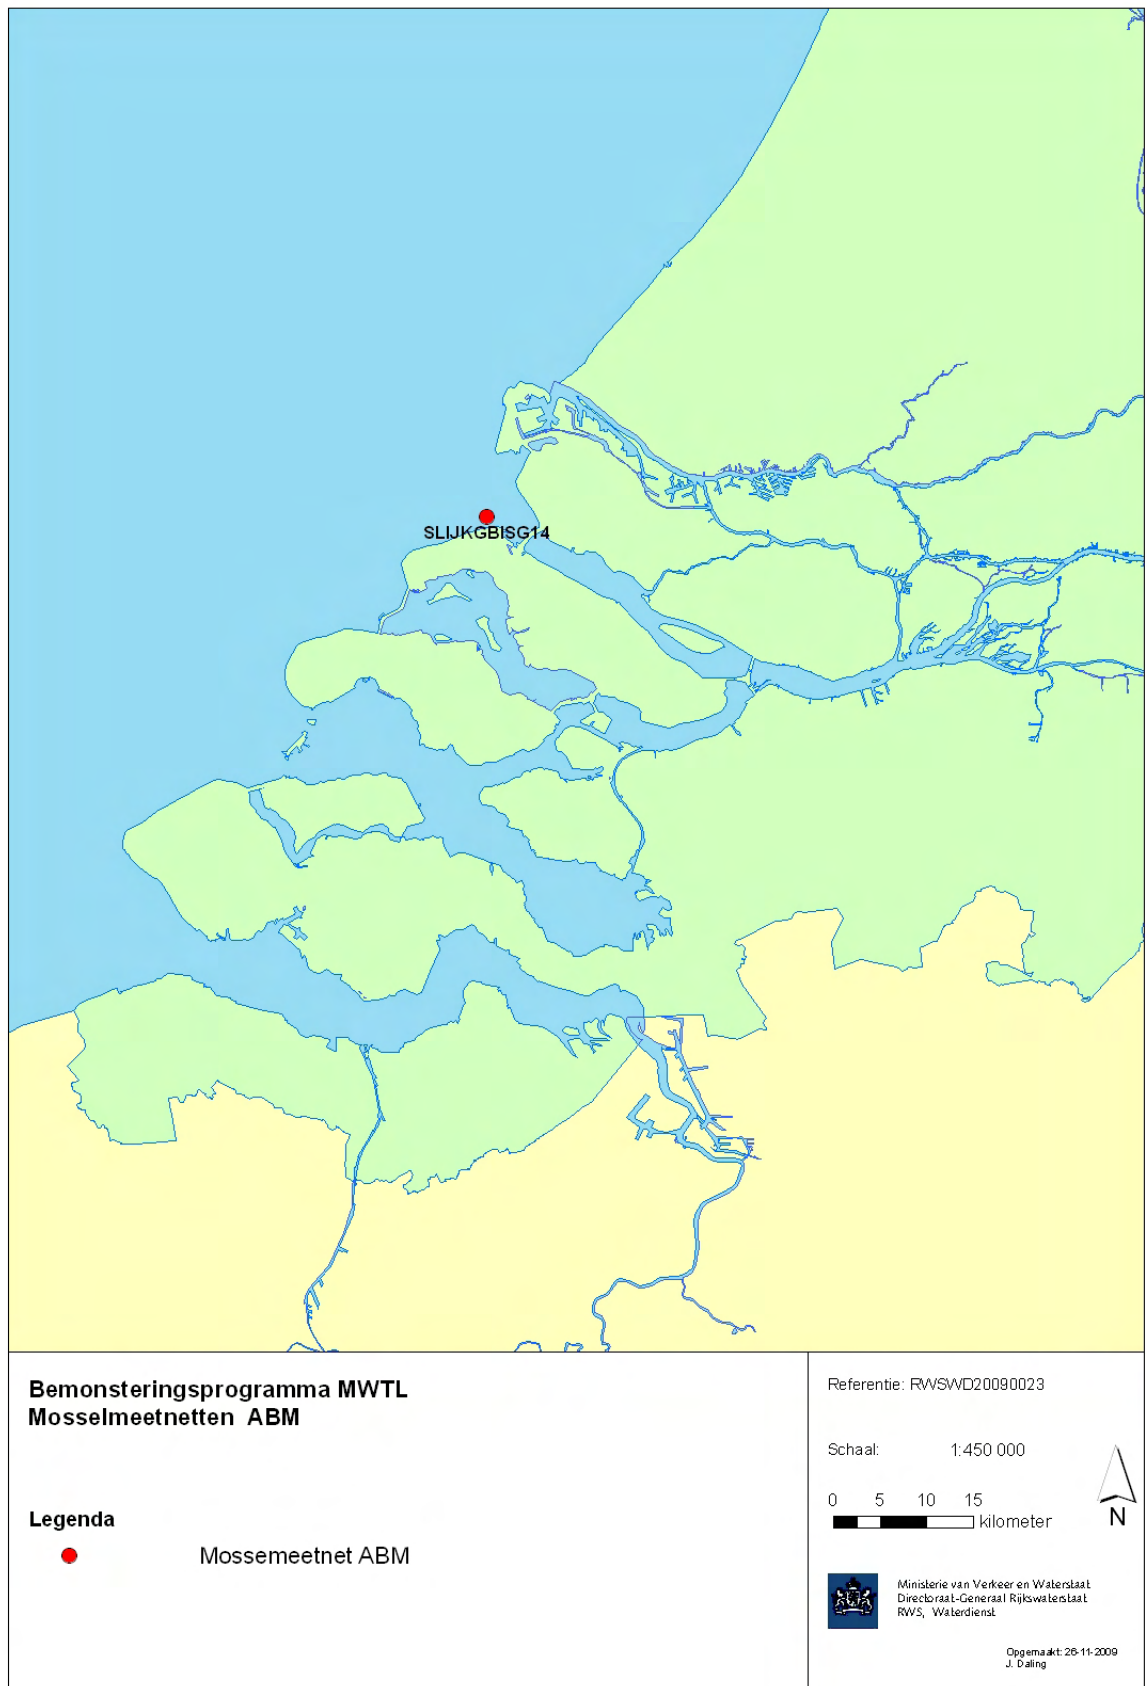 SLIJKGBISG14
Bemonsteringsprogramma MWTL
Mosselmeetnetten ABM
Legenda
Mossemeetnet ABM
Referentie: RWSWD20090023
Schaal: 1:450 000
0 5 10 15
kilometer
N
Ministerie van Verkeer en Waterstaat
Directoraat-Generaal Rijkswaterstaat
RWS, Waterdienst
Opgemaakt: 26-11-2009
J. Daling